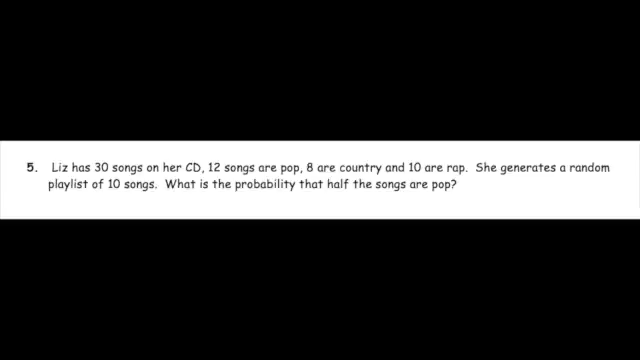 5. Liz has 30 songs on her CD, 12 songs are pop, 8 are country and 10 are rap. She generates a random
playlist of 10 songs. What is the probability that half the songs are pop?